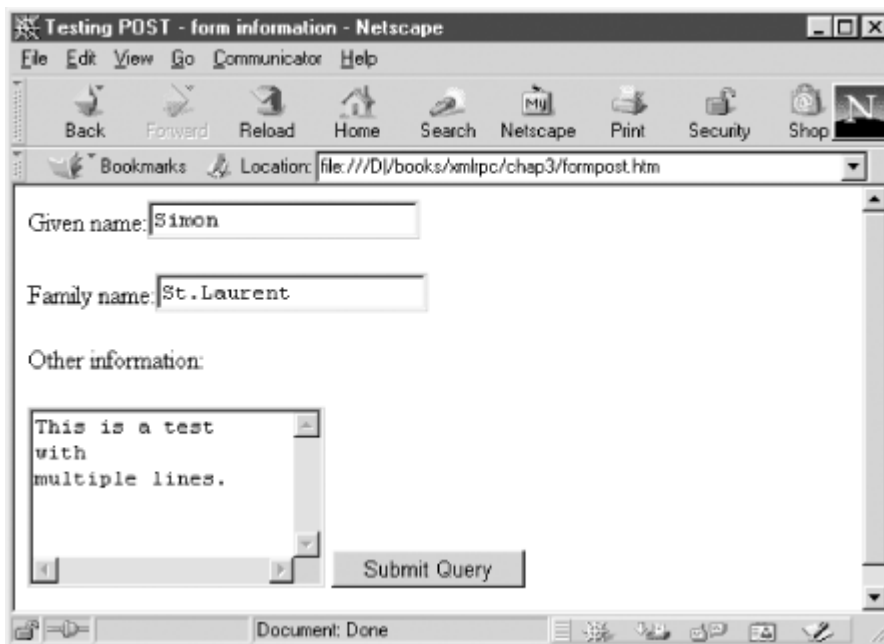 Testing POST - form information - Netscape
File Edit View Go Communicator Help
Back Forward Reload Home Search My Netscape Print Security Shop N
Bookmarks Location: file:///D|/books/xmlrpc/chap3/formpost.htm
Given name: Simon
Family name: St.Laurent
Other information:
This is a test
with
multiple lines.
Submit Query
Document: Done